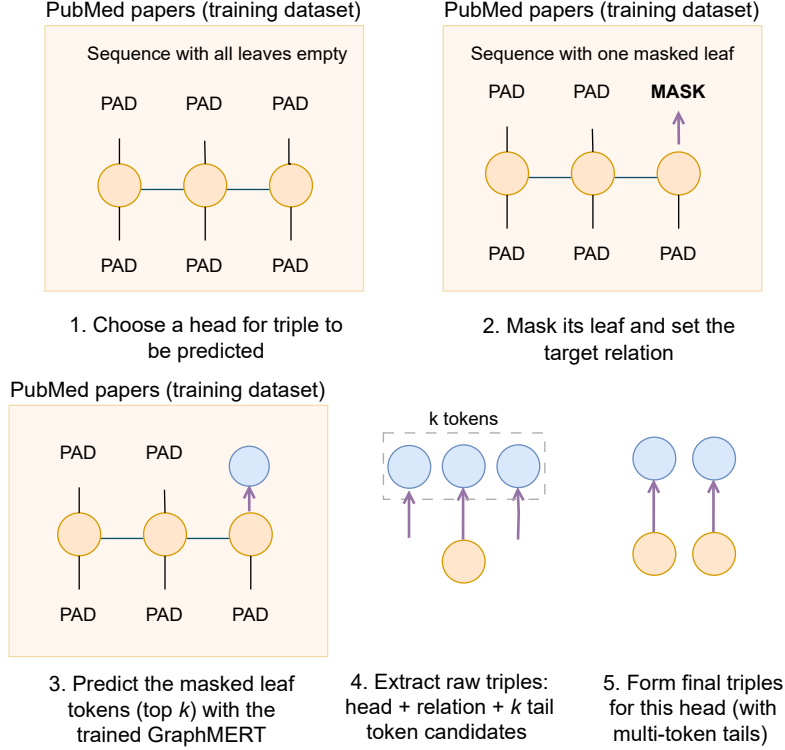 PubMed papers (training dataset)
Sequence with all leaves empty
PAD PAD PAD
PAD PAD PAD
1. Choose a head for triple to
be predicted
PubMed papers (training dataset)
Sequence with one masked leaf
PAD PAD MASK
PAD PAD PAD
2. Mask its leaf and set the
target relation
PubMed papers (training dataset)
PAD PAD
PAD PAD PAD
3. Predict the masked leaf
tokens (top k) with the
trained GraphMERT
k tokens
4. Extract raw triples:
head + relation + k tail
token candidates
5. Form final triples
for this head (with
multi-token tails)